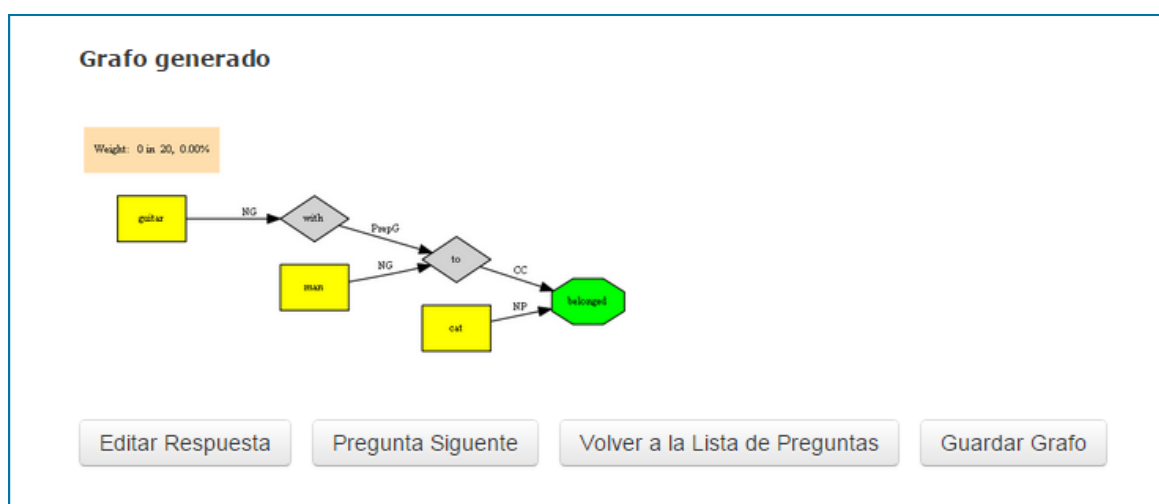 Grafo generado
Weight: 0 in 20, 0.00%
guitar
NG
with
PrepG
man
NG
to
CC
cat
NP
belonged
Editar Respuesta
Pregunta Siguente
Volver a la Lista de Preguntas
Guardar Grafo